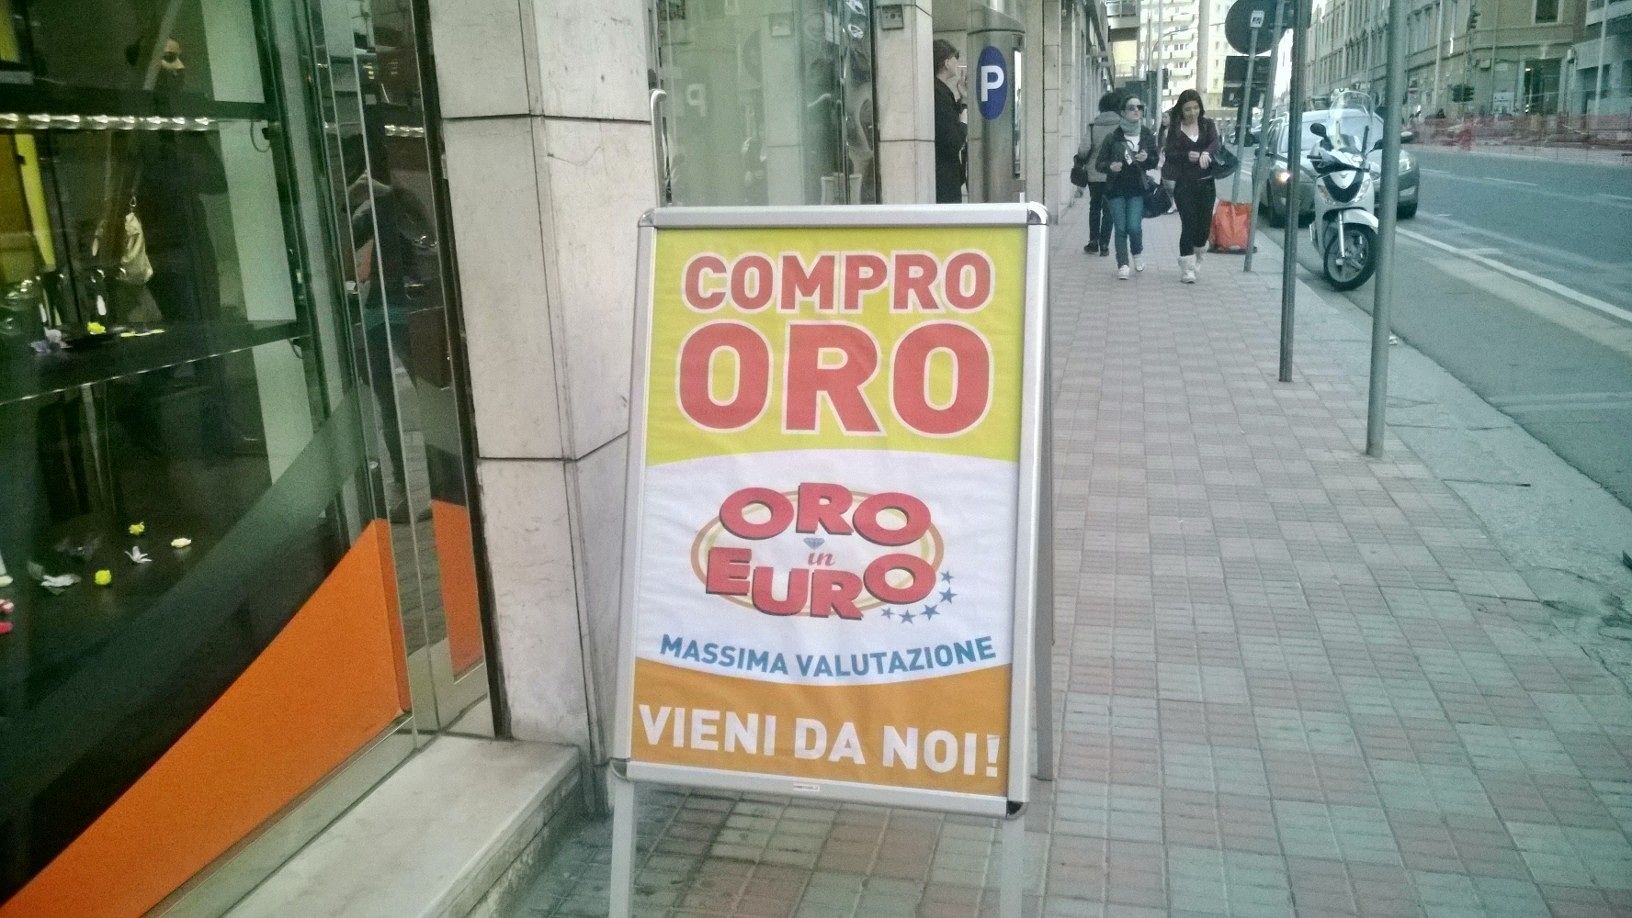 P
COMPRO
ORO
ORO
in
EURO
MASSIMA VALUTAZIONE
VIENI DA NOI!